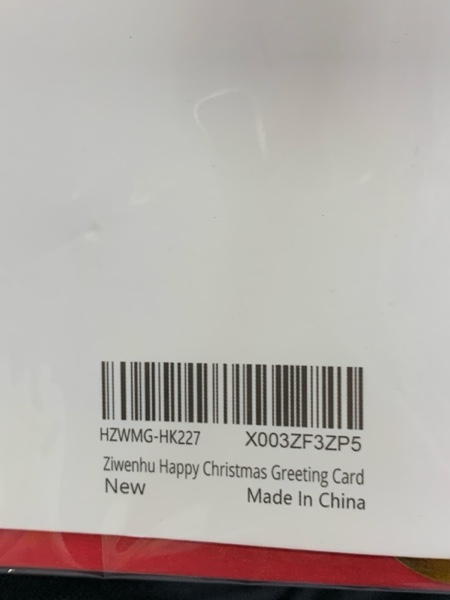 HZWMG-HK227 X003ZF3ZP5
Ziwenhu Happy Christmas Greeting Card
New Made In China